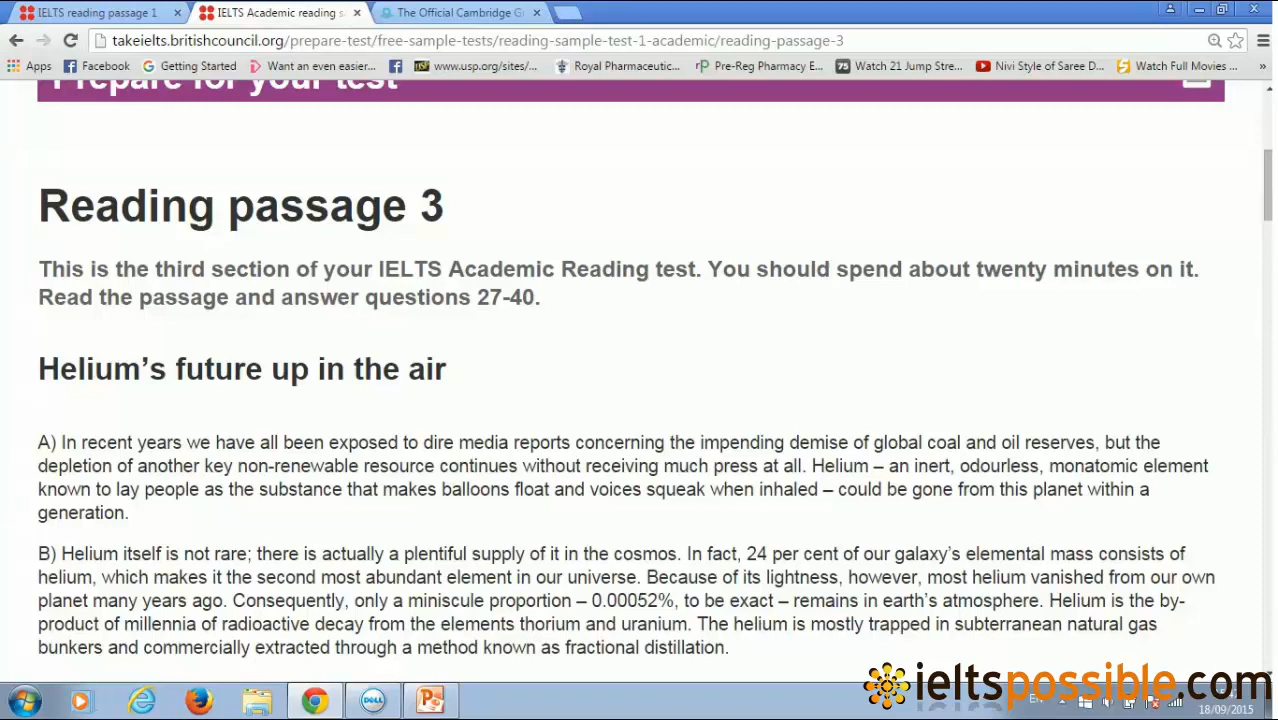 IELTS reading passage 1
IELTS Academic reading s
The Official Cambridge G
takeielts.britishcouncil.org/prepare-test/free-sample-tests/reading-sample-test-1-academic/reading-passage-3
Apps Facebook Getting Started Want an even easier... www.usp.org/sites/... Royal Pharmaceutic... Pre-Reg Pharmacy E... 75 Watch 21 Jump Stre... Nivi Style of Saree D... Watch Full Movies ... »
Prepare for your test
Reading passage 3
This is the third section of your IELTS Academic Reading test. You should spend about twenty minutes on it.
Read the passage and answer questions 27-40.
Helium’s future up in the air
A) In recent years we have all been exposed to dire media reports concerning the impending demise of global coal and oil reserves, but the
depletion of another key non-renewable resource continues without receiving much press at all. Helium – an inert, odourless, monatomic element
known to lay people as the substance that makes balloons float and voices squeak when inhaled – could be gone from this planet within a
generation.
B) Helium itself is not rare; there is actually a plentiful supply of it in the cosmos. In fact, 24 per cent of our galaxy’s elemental mass consists of
helium, which makes it the second most abundant element in our universe. Because of its lightness, however, most helium vanished from our own
planet many years ago. Consequently, only a miniscule proportion – 0.00052%, to be exact – remains in earth’s atmosphere. Helium is the by-
product of millennia of radioactive decay from the elements thorium and uranium. The helium is mostly trapped in subterranean natural gas
bunkers and commercially extracted through a method known as fractional distillation.
ieltspossible.com
DELL
EN
18/09/2015